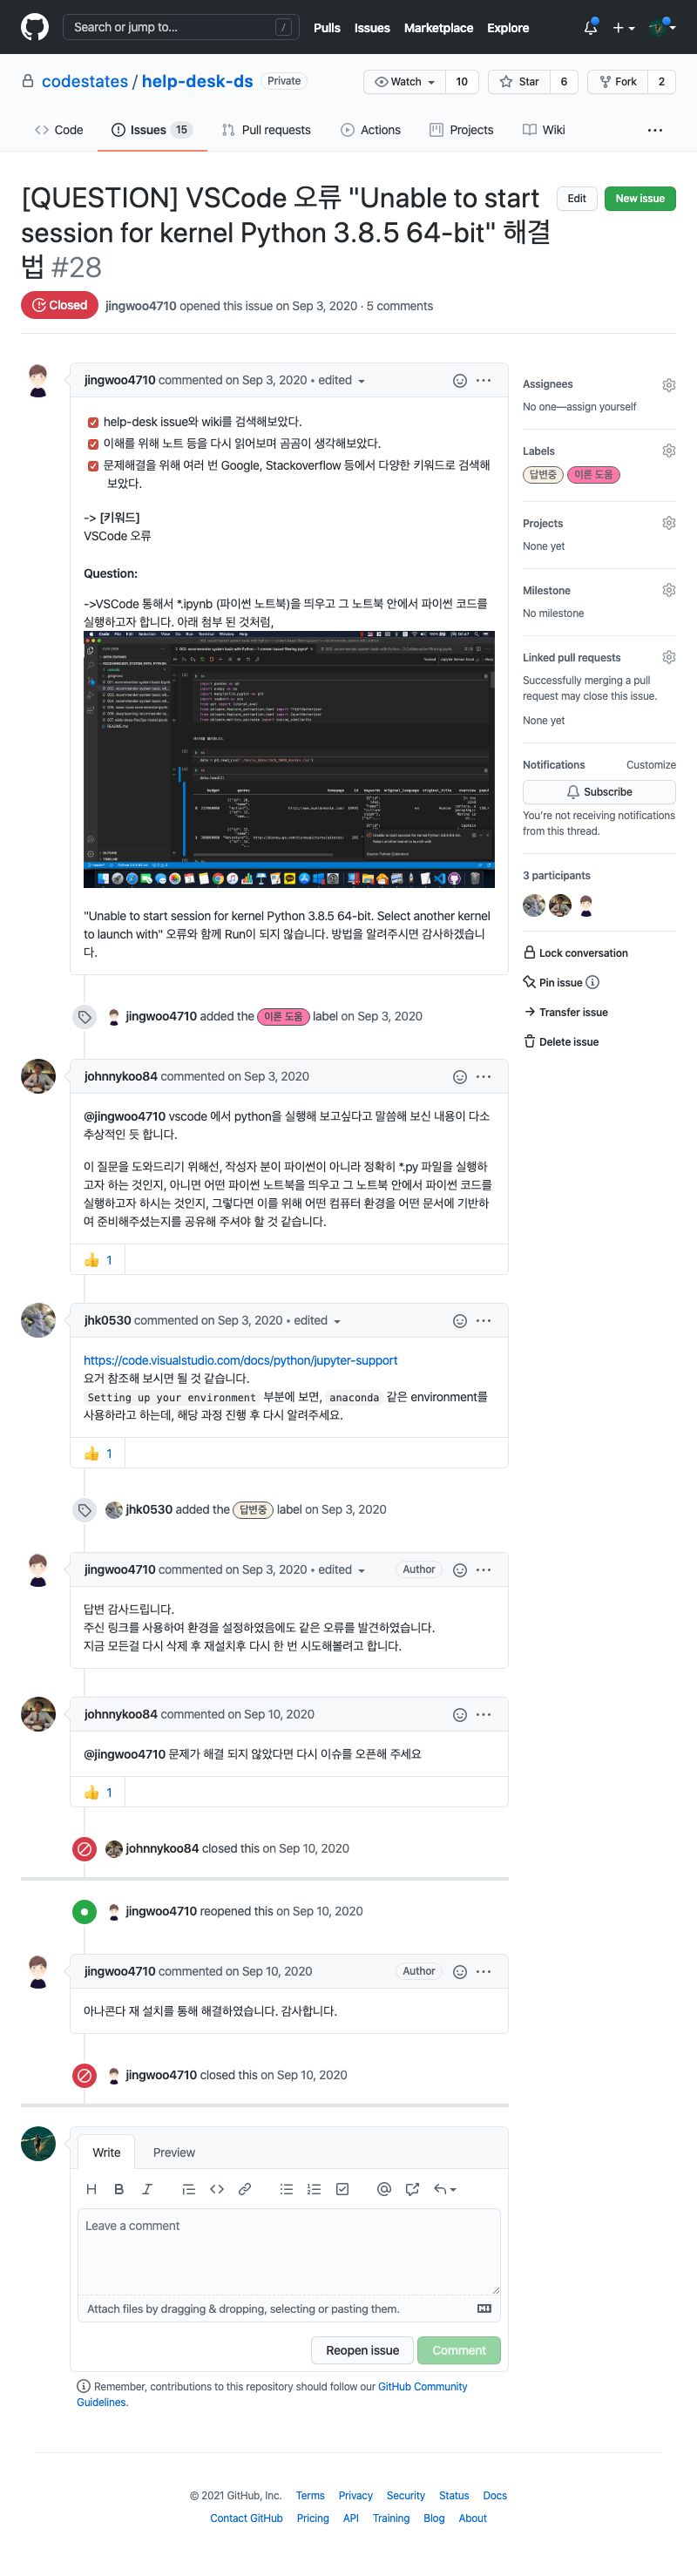 Search or jump to...
/
Pulls Issues Marketplace Explore
codestates / help-desk-ds Private
Watch 10 Star 6 Fork 2
Code Issues 15 Pull requests Actions Projects Wiki
[QUESTION] VSCode 오류 "Unable to start
session for kernel Python 3.8.5 64-bit" 해결
법 #28
Edit New issue
Closed jingwoo4710 opened this issue on Sep 3, 2020 · 5 comments
jingwoo4710 commented on Sep 3, 2020 • edited
help-desk issue와 wiki를 검색해보았다.
이해를 위해 노트 등을 다시 읽어보며 곰곰이 생각해보았다.
문제해결을 위해 여러 번 Google, Stackoverflow 등에서 다양한 키워드로 검색해
보았다.
-> [키워드]
VSCode 오류
Question:
->VSCode 통해서 *.ipynb (파이썬 노트북)을 띄우고 그 노트북 안에서 파이썬 코드를
실행하고자 합니다. 아래 첨부 된 것처럼,
"Unable to start session for kernel Python 3.8.5 64-bit. Select another kernel
to launch with" 오류와 함께 Run이 되지 않습니다. 방법을 알려주시면 감사하겠습니
다.
Assignees
No one—assign yourself
Labels
답변중 이론 도움
Projects
None yet
Milestone
No milestone
Linked pull requests
Successfully merging a pull
request may close this issue.
None yet
Notifications Customize
Subscribe
You're not receiving notifications
from this thread.
3 participants
Lock conversation
Pin issue
Transfer issue
Delete issue
jingwoo4710 added the 이론 도움 label on Sep 3, 2020
johnnykoo84 commented on Sep 3, 2020
@jingwoo4710 vscode 에서 python을 실행해 보고싶다고 말씀해 보신 내용이 다소
추상적인 듯 합니다.
이 질문을 도와드리기 위해선, 작성자 분이 파이썬이 아니라 정확히 *.py 파일을 실행하
고자 하는 것인지, 아니면 어떤 파이썬 노트북을 띄우고 그 노트북 안에서 파이썬 코드를
실행하고자 하시는 것인지, 그렇다면 이를 위해 어떤 컴퓨터 환경을 어떤 문서에 기반하
여 준비해주셨는지를 공유해 주셔야 할 것 같습니다.
1
jhk0530 commented on Sep 3, 2020 • edited
https://code.visualstudio.com/docs/python/jupyter-support
요거 참조해 보시면 될 것 같습니다.
Setting up your environment 부분에 보면, anaconda 같은 environment를
사용하라고 하는데, 해당 과정 진행 후 다시 알려주세요.
1
jhk0530 added the 답변중 label on Sep 3, 2020
jingwoo4710 commented on Sep 3, 2020 • edited Author
답변 감사드립니다.
주신 링크를 사용하여 환경을 설정하였음에도 같은 오류를 발견하였습니다.
지금 모든걸 다시 삭제 후 재설치후 다시 한 번 시도해볼려고 합니다.
johnnykoo84 commented on Sep 10, 2020
@jingwoo4710 문제가 해결 되지 않았다면 다시 이슈를 오픈해 주세요
1
johnnykoo84 closed this on Sep 10, 2020
jingwoo4710 reopened this on Sep 10, 2020
jingwoo4710 commented on Sep 10, 2020 Author
아나콘다 재 설치를 통해 해결하였습니다. 감사합니다.
jingwoo4710 closed this on Sep 10, 2020
Write Preview
Leave a comment
Attach files by dragging & dropping, selecting or pasting them.
Reopen issue Comment
Remember, contributions to this repository should follow our GitHub Community
Guidelines.
© 2021 GitHub, Inc. Terms Privacy Security Status Docs
Contact GitHub Pricing API Training Blog About